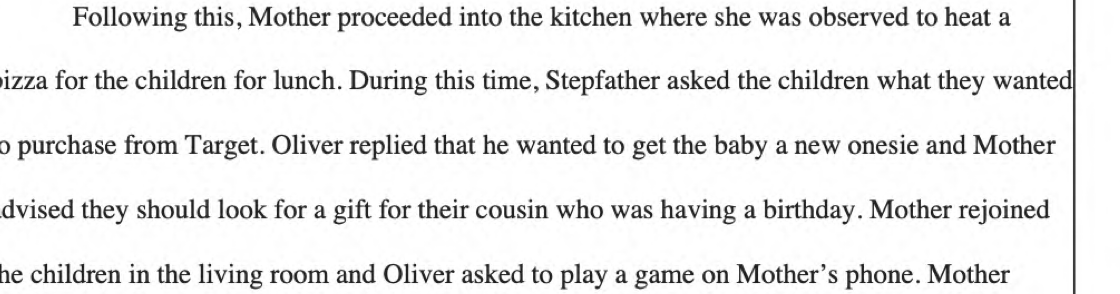 Following this, Mother proceeded into the kitchen where she was observed to heat a
izza for the children for lunch. During this time, Stepfather asked the children what they wanted
o purchase from Target. Oliver replied that he wanted to get the baby a new onesie and Mother
dvised they should look for a gift for their cousin who was having a birthday. Mother rejoined
he children in the living room and Oliver asked to play a game on Mother’s phone. Mother